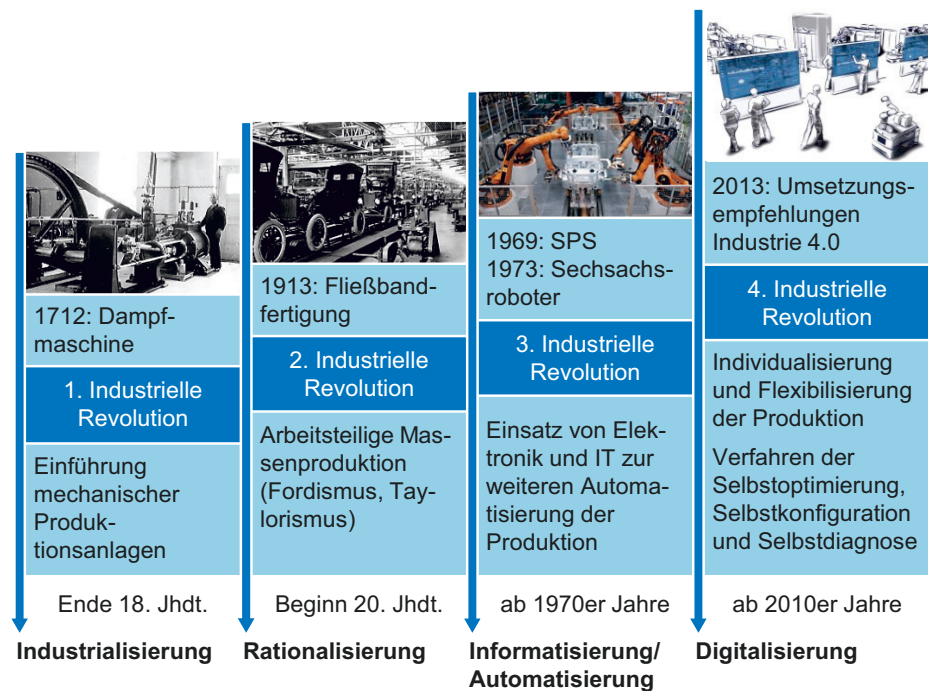 1712: Dampf-
maschine
1. Industrielle
Revolution
Einführung
mechanischer
Produk-
tionsanlagen
Ende 18. Jhdt.
Industrialisierung
1913: Fließband-
fertigung
2. Industrielle
Revolution
Arbeitsteilige Mas-
senproduktion
(Fordismus, Tay-
lorismus)
Beginn 20. Jhdt.
Rationalisierung
1969: SPS
1973: Sechsachs-
roboter
3. Industrielle
Revolution
Einsatz von Elek-
tronik und IT zur
weiteren Automa-
tisierung der
Produktion
ab 1970er Jahre
Informatisierung/
Automatisierung
2013: Umsetzungs-
empfehlungen
Industrie 4.0
4. Industrielle
Revolution
Individualisierung
und Flexibilisierung
der Produktion
Verfahren der
Selbstoptimierung,
Selbstkonfiguration
und Selbstdiagnose
ab 2010er Jahre
Digitalisierung